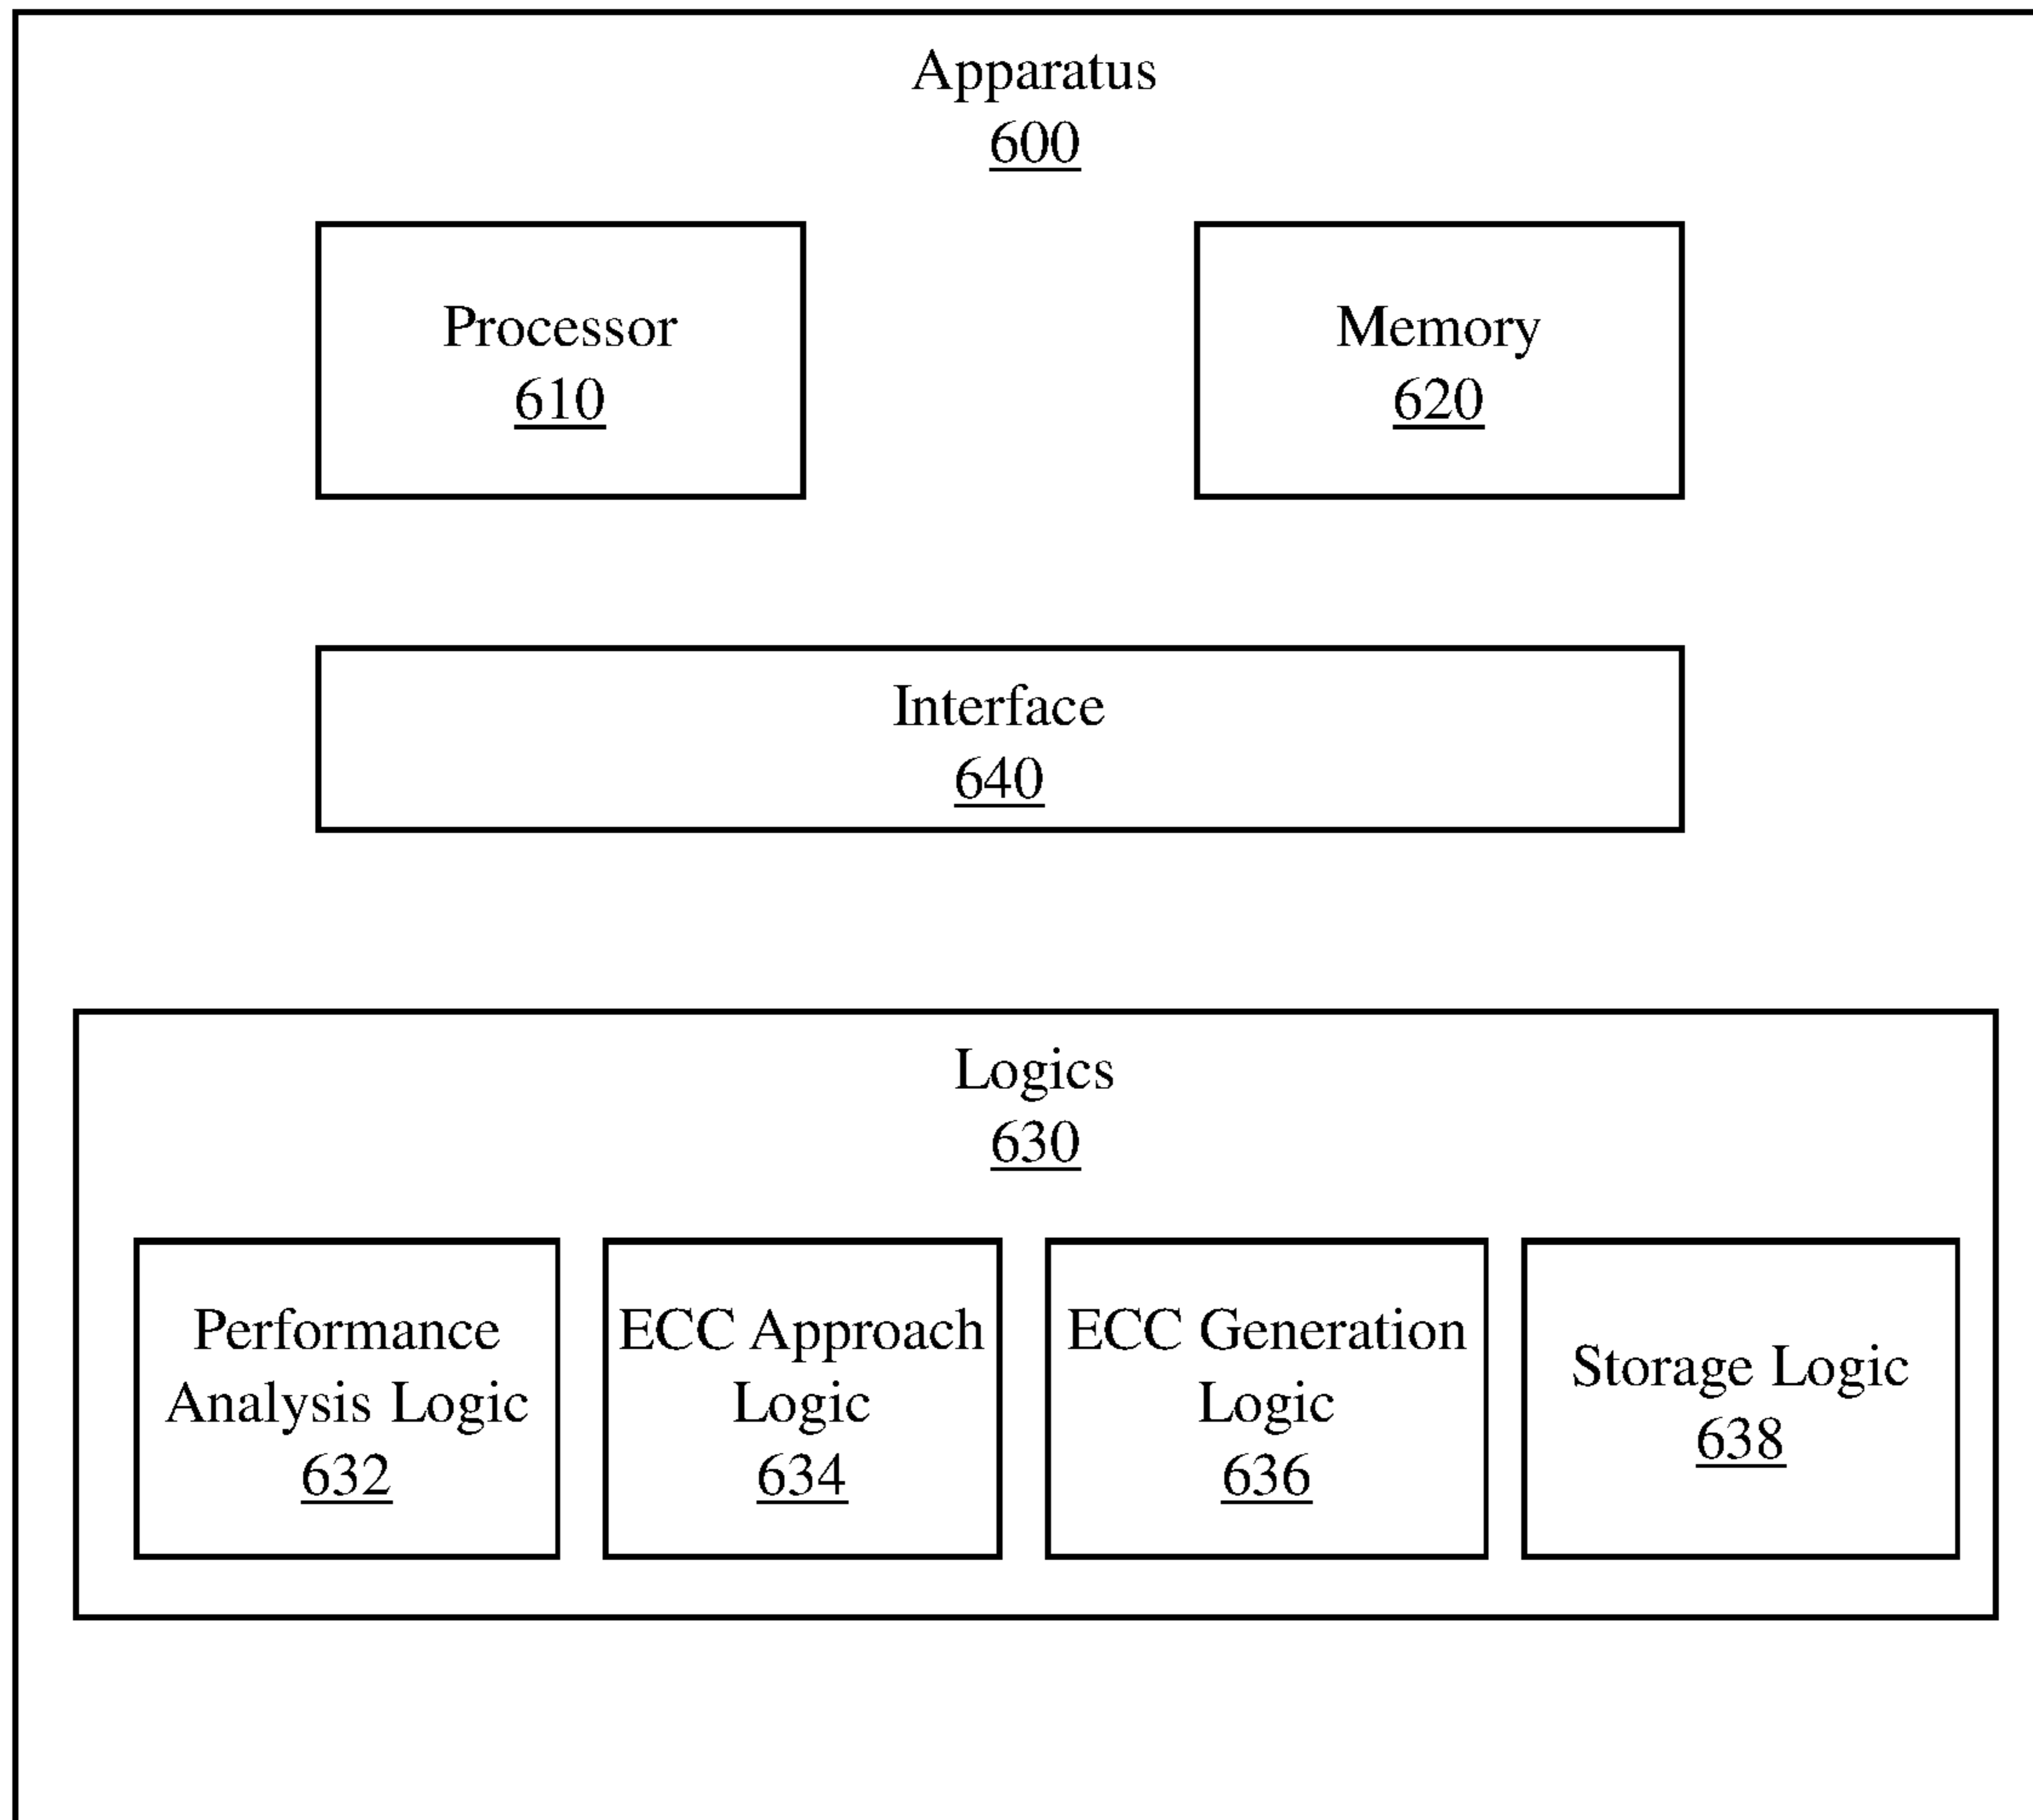 Apparatus
600
Processor
610
Memory
620
Interface
640
Logics
630
Performance
Analysis Logic
632
ECC Approach
Logic
634
ECC Generation
Logic
636
Storage Logic
638